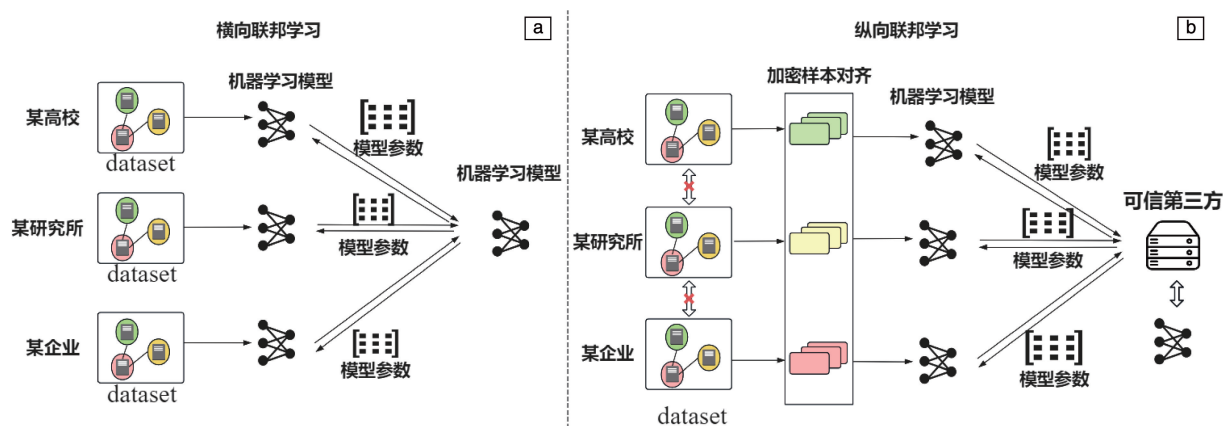 横向联邦学习
a
机器学习模型
某高校
dataset
模型参数
机器学习模型
某研究所
dataset
模型参数
某企业
dataset
模型参数
纵向联邦学习
b
加密样本对齐
机器学习模型
某高校
模型参数
可信第三方
某研究所
模型参数
某企业
模型参数
dataset